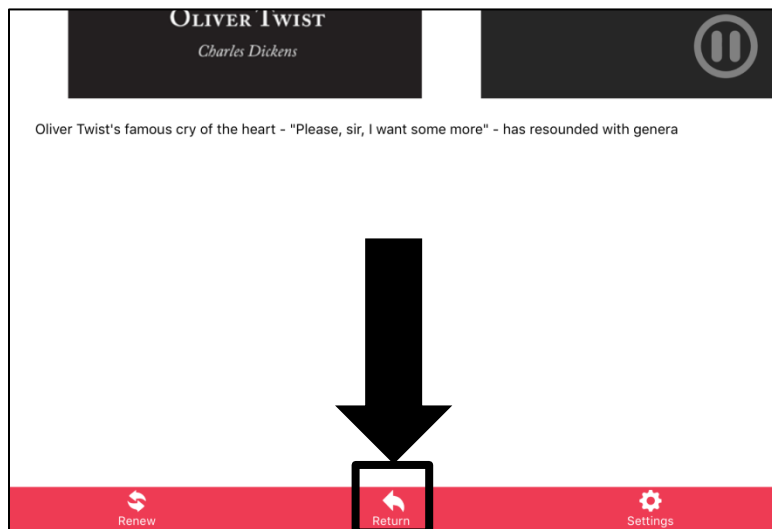 OLIVER TWIST
Charles Dickens
Oliver Twist's famous cry of the heart - "Please, sir, I want some more" - has resounded with genera
Renew Return Settings